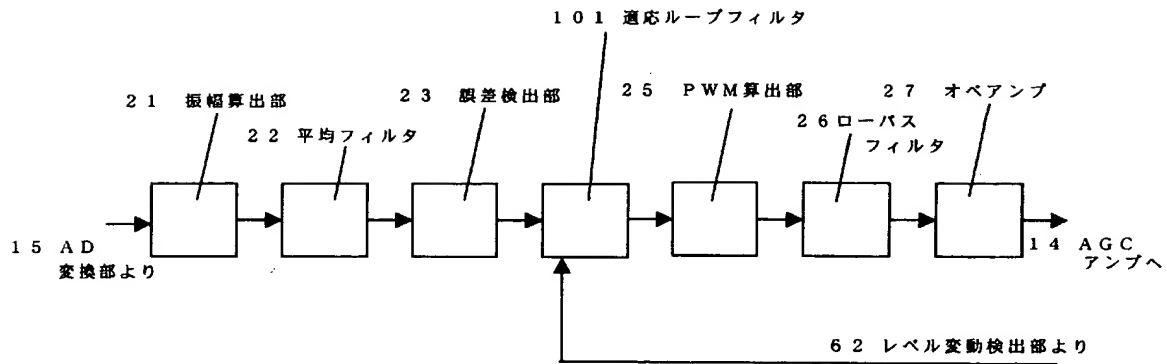 １０１ 適応ループフィルタ
２１ 振幅算出部
２３ 誤差検出部
２５ ＰＷＭ算出部
２７ オペアンプ
２２ 平均フィルタ
２６ローパス
フィルタ
１５ ＡＤ
変換部より
１４ ＡＧＣ
アンプへ
６２ レベル変動検出部より